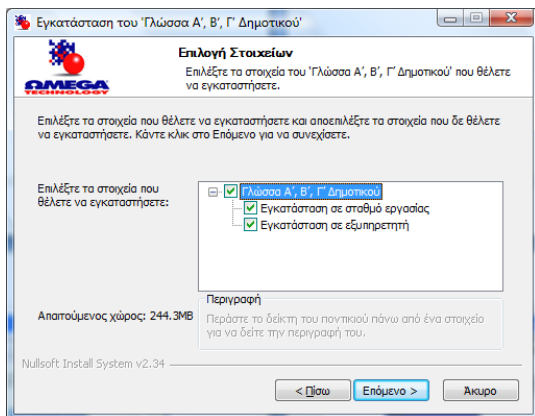 Εγκατάσταση του 'Γλώσσα Α΄, Β΄, Γ΄ Δημοτικού'
Επιλογή Στοιχείων
Επιλέξτε τα στοιχεία του 'Γλώσσα Α΄, Β΄, Γ΄ Δημοτικού' που θέλετε
να εγκαταστήσετε.
ΩMEGA
TECHNOLOGY
Επιλέξτε τα στοιχεία που θέλετε να εγκαταστήσετε και αποεπιλέξτε τα στοιχεία που δε θέλετε
να εγκαταστήσετε. Κάντε κλικ στο Επόμενο για να συνεχίσετε.
Επιλέξτε τα στοιχεία που
θέλετε να εγκαταστήσετε:
Γλώσσα Α΄, Β΄, Γ΄ Δημοτικού
Εγκατάσταση σε σταθμό εργασίας
Εγκατάσταση σε εξυπηρετητή
Απαιτούμενος χώρος: 244.3MB
Περιγραφή
Περάστε το δείκτη του ποντικιού πάνω από ένα στοιχείο
για να δείτε την περιγραφή του.
Nullsoft Install System v2.34
< Πίσω
Επόμενο >
Άκυρο